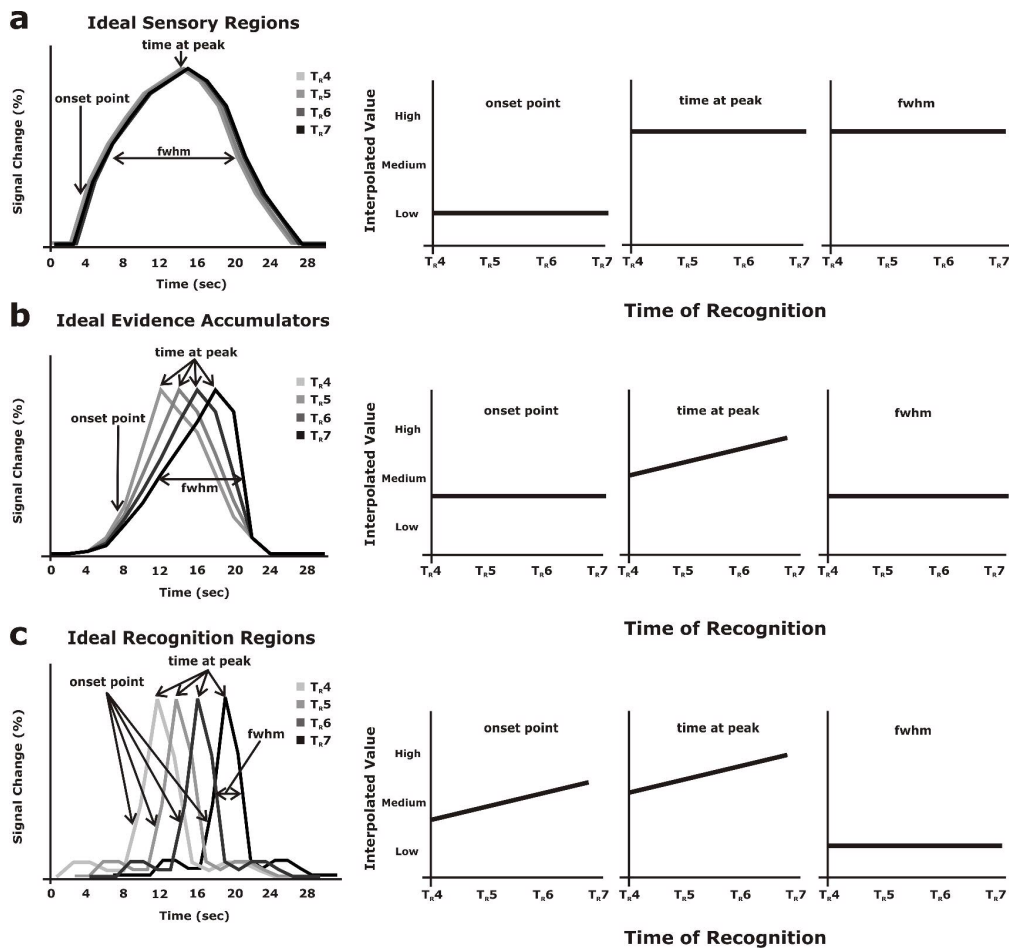 a
Ideal Sensory Regions
time at peak
onset point
fwhm
TR4
TR5
TR6
TR7
Signal Change (%)
0 4 8 12 16 20 24 28
Time (sec)
Interpolated Value
High
Medium
Low
onset point
time at peak
fwhm
TR4 TR5 TR6 TR7
TR4 TR5 TR6 TR7
TR4 TR5 TR6 TR7
Time of Recognition
b
Ideal Evidence Accumulators
time at peak
onset point
fwhm
TR4
TR5
TR6
TR7
Signal Change (%)
0 4 8 12 16 20 24 28
Time (sec)
Interpolated Value
High
Medium
Low
onset point
time at peak
fwhm
TR4 TR5 TR6 TR7
TR4 TR5 TR6 TR7
TR4 TR5 TR6 TR7
Time of Recognition
c
Ideal Recognition Regions
time at peak
onset point
fwhm
TR4
TR5
TR6
TR7
Signal Change (%)
0 4 8 12 16 20 24 28
Time (sec)
Interpolated Value
High
Medium
Low
onset point
time at peak
fwhm
TR4 TR5 TR6 TR7
TR4 TR5 TR6 TR7
TR4 TR5 TR6 TR7
Time of Recognition